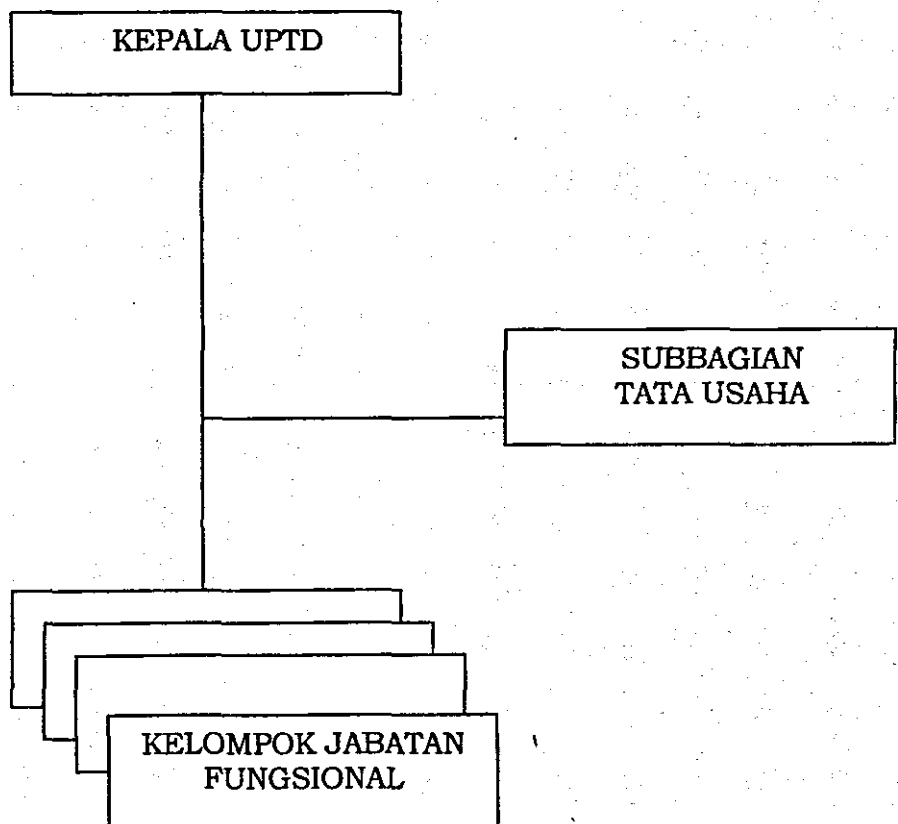 KEPALA UPTD
SUBBAGIAN
TATA USAHA
KELOMPOK JABATAN
FUNGSIONAL